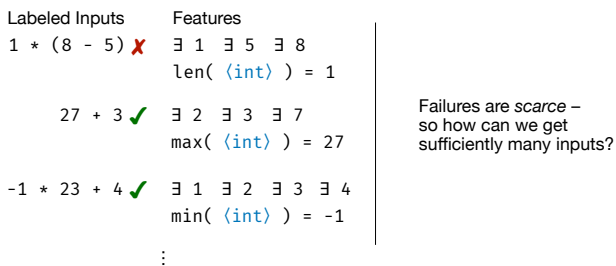 Labeled Inputs Features
1 * (8 - 5) ✘ ∃ 1 ∃ 5 ∃ 8
len( ⟨int⟩ ) = 1
27 + 3 ✔ ∃ 2 ∃ 3 ∃ 7
max( ⟨int⟩ ) = 27
-1 * 23 + 4 ✔ ∃ 1 ∃ 2 ∃ 3 ∃ 4
min( ⟨int⟩ ) = -1
⋮
Failures are scarce –
so how can we get
sufficiently many inputs?